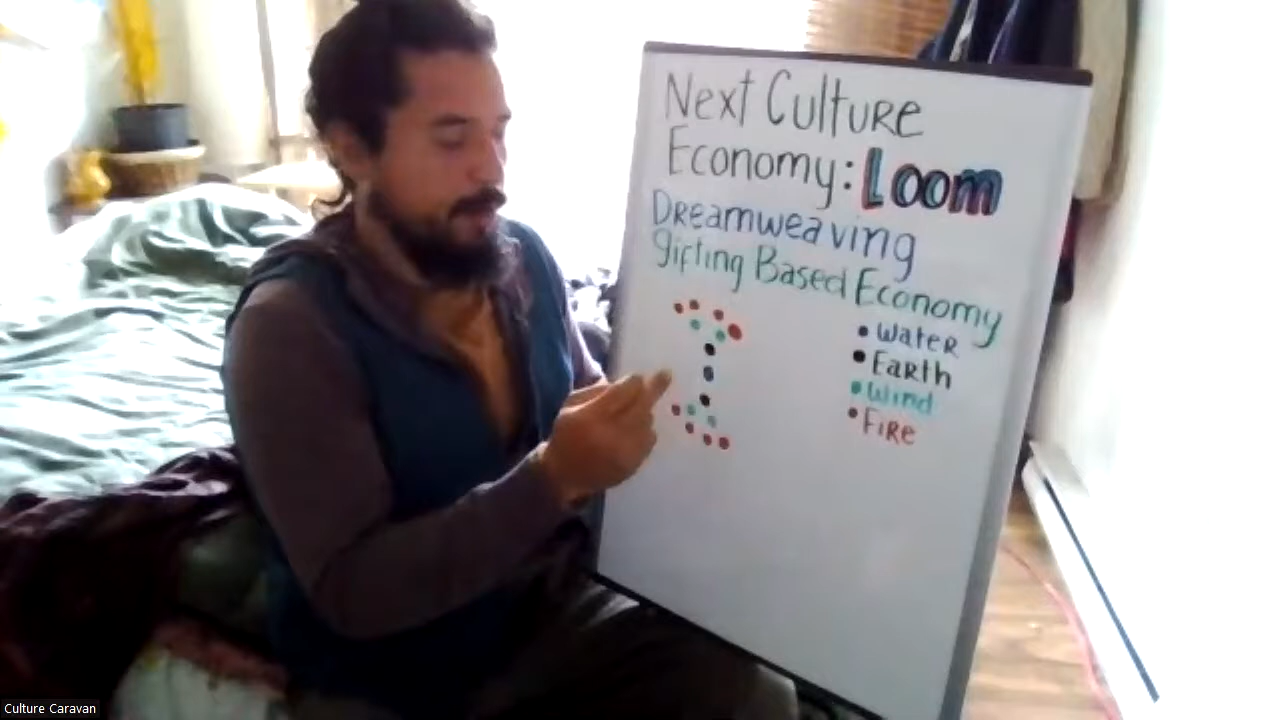 Next Culture
Economy: Loom
Dreamweaving
Gifting Based Economy
• Water
• Earth
• Wind
• Fire
Culture Caravan